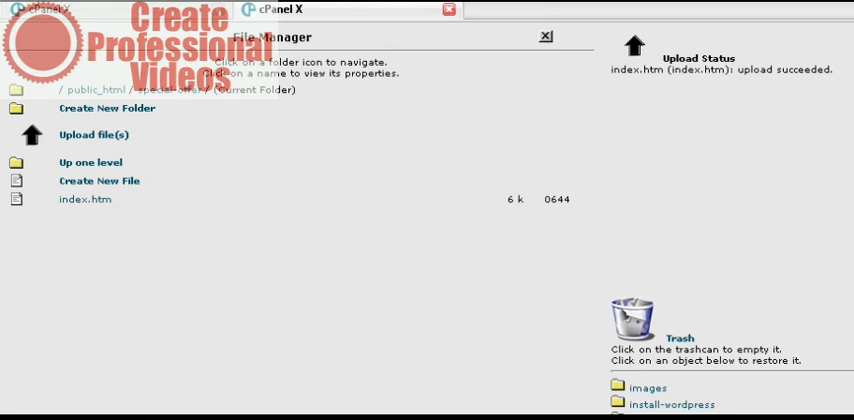 cPanel X
cPanel X
Create
Professional
Videos
File Manager
X
Click on a folder icon to navigate.
Click on a name to view its properties.
/ public_html / special-offer / (Current Folder)
Create New Folder
Upload file(s)
Up one level
Create New File
index.htm 6 k 0644
Upload Status
index.htm (index.htm): upload succeeded.
Trash
Click on the trashcan to empty it.
Click on an object below to restore it.
images
install-wordpress